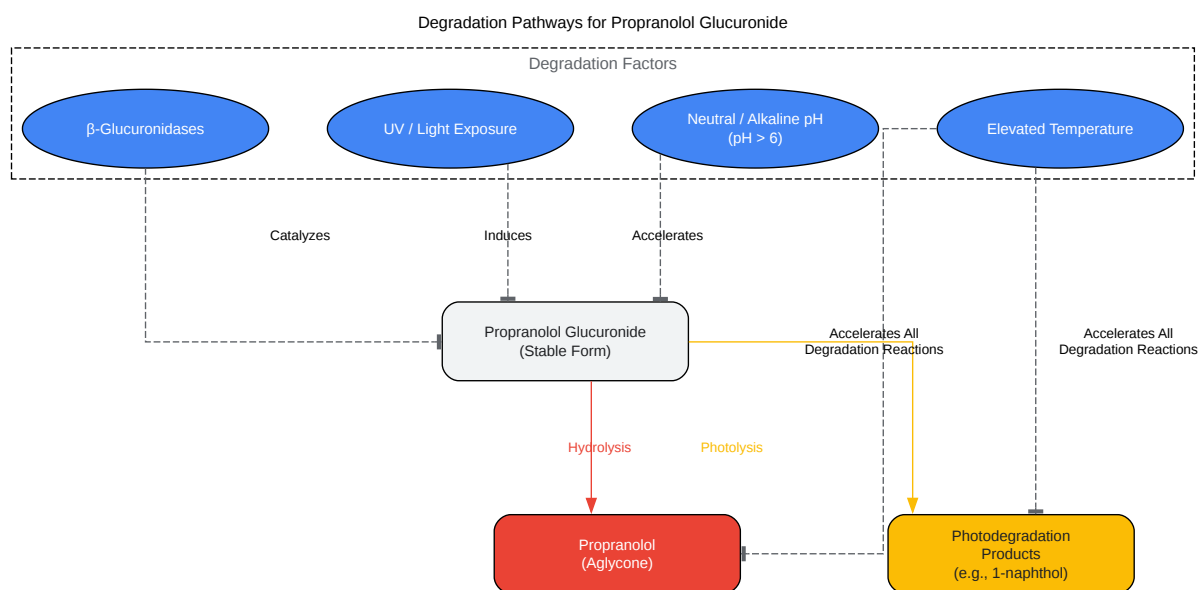 Degradation Pathways for Propranolol Glucuronide
Degradation Factors
β-Glucuronidases
UV / Light Exposure
Neutral / Alkaline pH
(pH > 6)
Elevated Temperature
Catalyzes
Induces
Accelerates
Propranolol Glucuronide
(Stable Form)
Accelerates All
Degradation Reactions
Accelerates All
Degradation Reactions
Hydrolysis
Photolysis
Propranolol
(Aglycone)
Photodegradation
Products
(e.g., 1-naphthol)